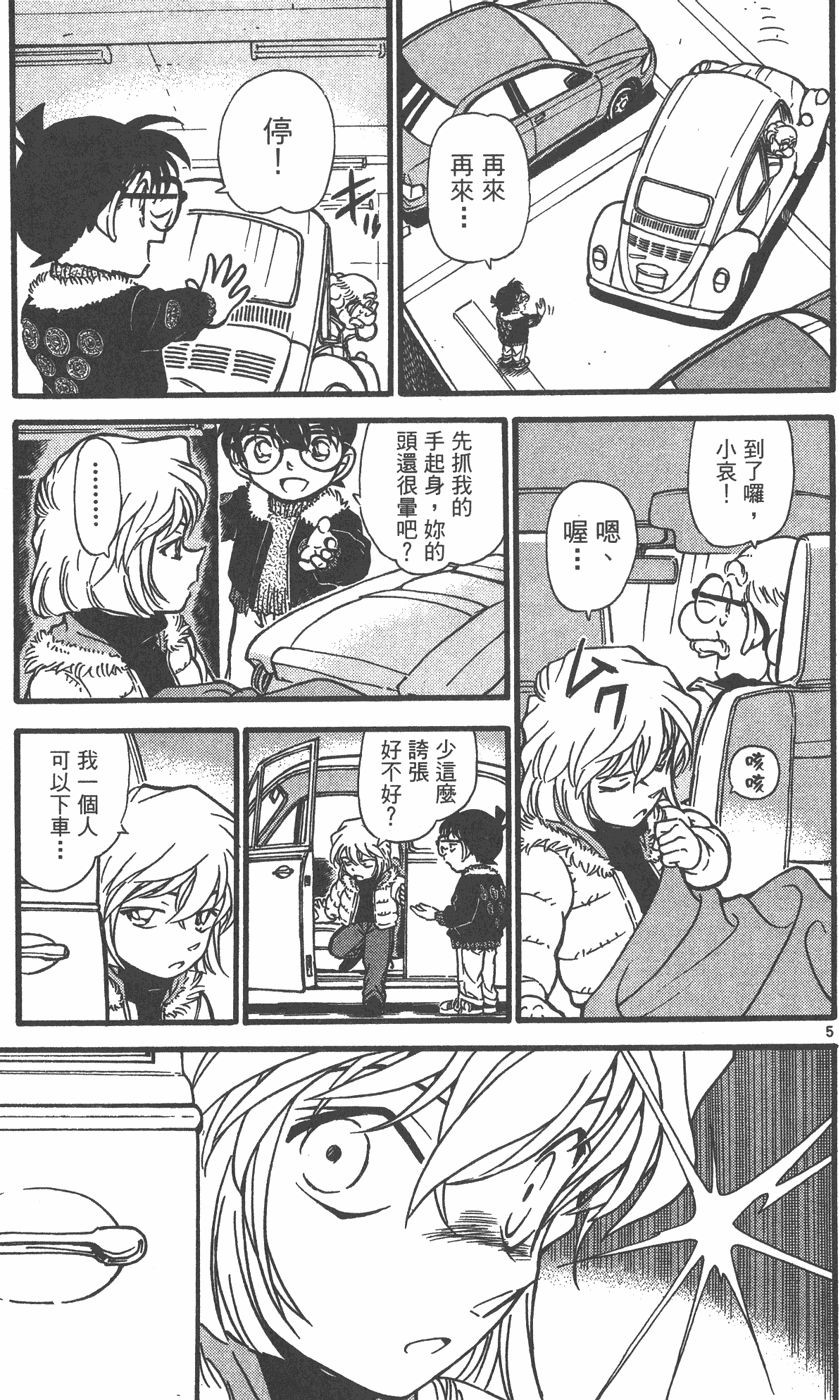 再來
再來…
停！
到了囉，
小哀！
嗯、
喔…
咳
咳
先抓我的
手起身，妳的
頭還很暈吧？
………
少這麼
誇張
好不好？
我一個人
可以下車…
5